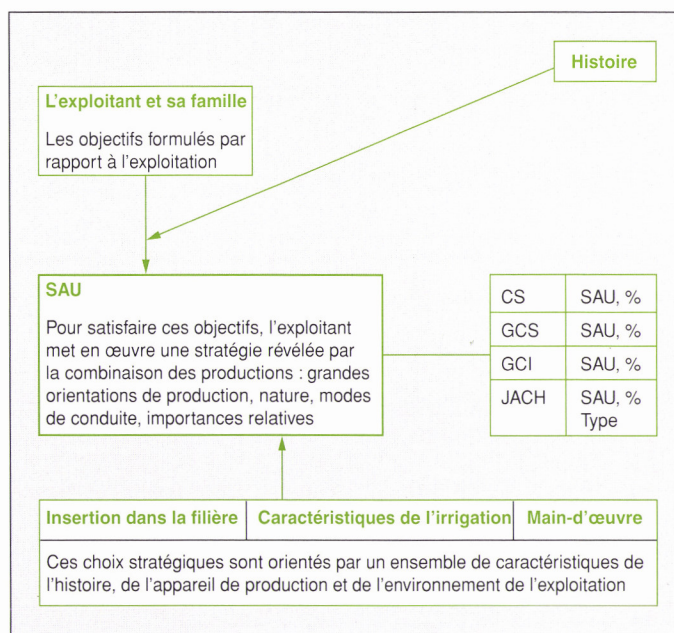 Histoire
L'exploitant et sa famille
Les objectifs formulés par
rapport à l'exploitation
SAU
Pour satisfaire ces objectifs, l'exploitant
met en œuvre une stratégie révélée par
la combinaison des productions : grandes
orientations de production, nature, modes
de conduite, importances relatives
CS SAU, %
GCS SAU, %
GCI SAU, %
JACH SAU, %
Type
Insertion dans la filière Caractéristiques de l'irrigation Main-d'œuvre
Ces choix stratégiques sont orientés par un ensemble de caractéristiques de
l'histoire, de l'appareil de production et de l'environnement de l'exploitation